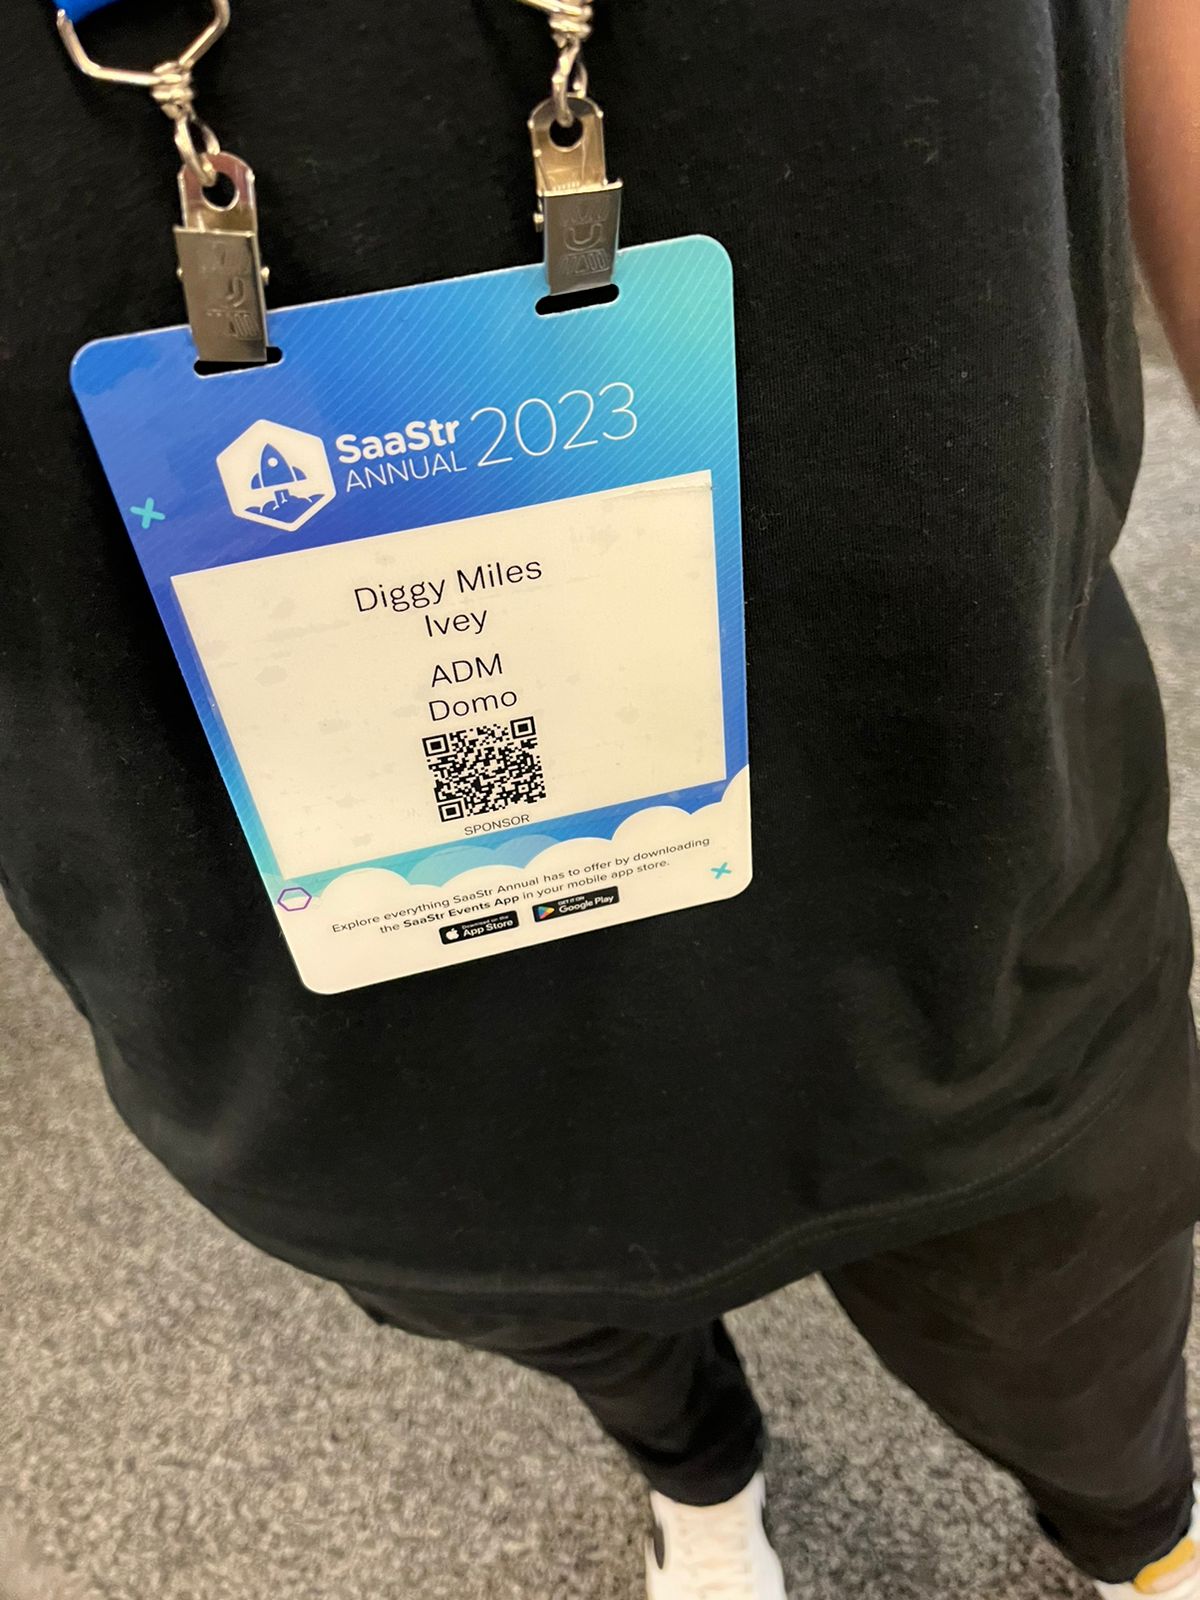 SaaStr
ANNUAL
2023
Diggy Miles
Ivey
ADM
Domo
SPONSOR
Explore everything SaaStr Annual has to offer by downloading
the SaaStr Events App in your mobile app store.
Download on the
App Store
GET IT ON
Google Play